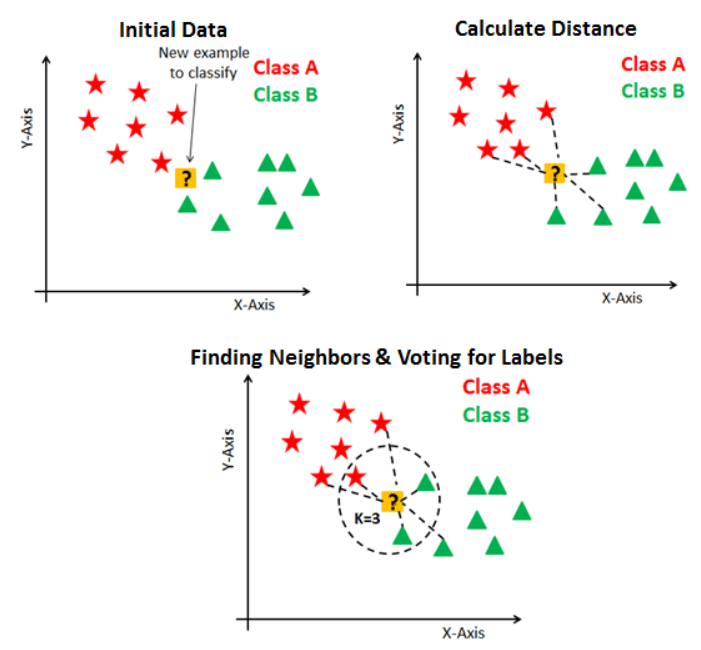 Initial Data
New example
to classify
Class A
Class B
?
Y-Axis
X-Axis
Calculate Distance
Class A
Class B
?
Y-Axis
X-Axis
Finding Neighbors & Voting for Labels
Class A
Class B
?
K=3
Y-Axis
X-Axis